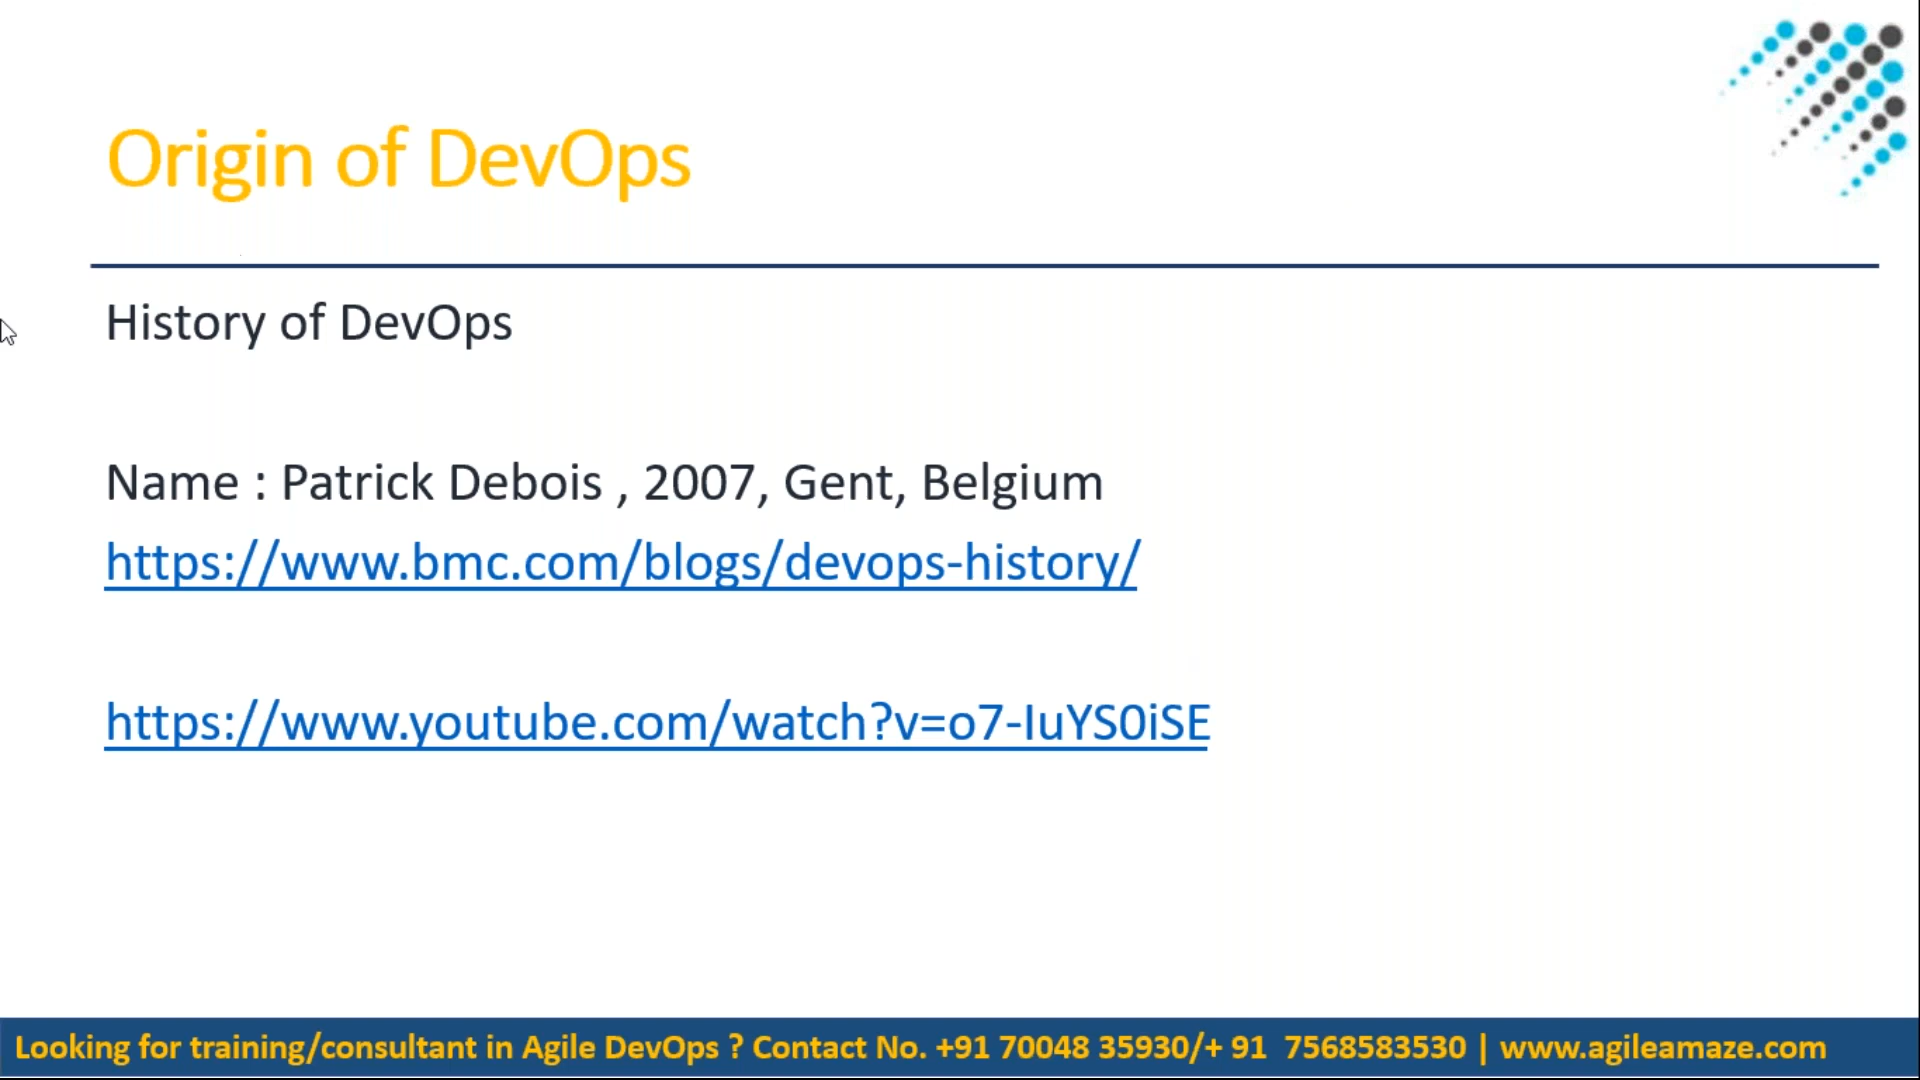 Origin of DevOps
History of DevOps
Name : Patrick Debois , 2007, Gent, Belgium
https://www.bmc.com/blogs/devops-history/
https://www.youtube.com/watch?v=o7-IuYS0iSE
Looking for training/consultant in Agile DevOps ? Contact No. +91 70048 35930/+ 91  7568583530 | www.agileamaze.com